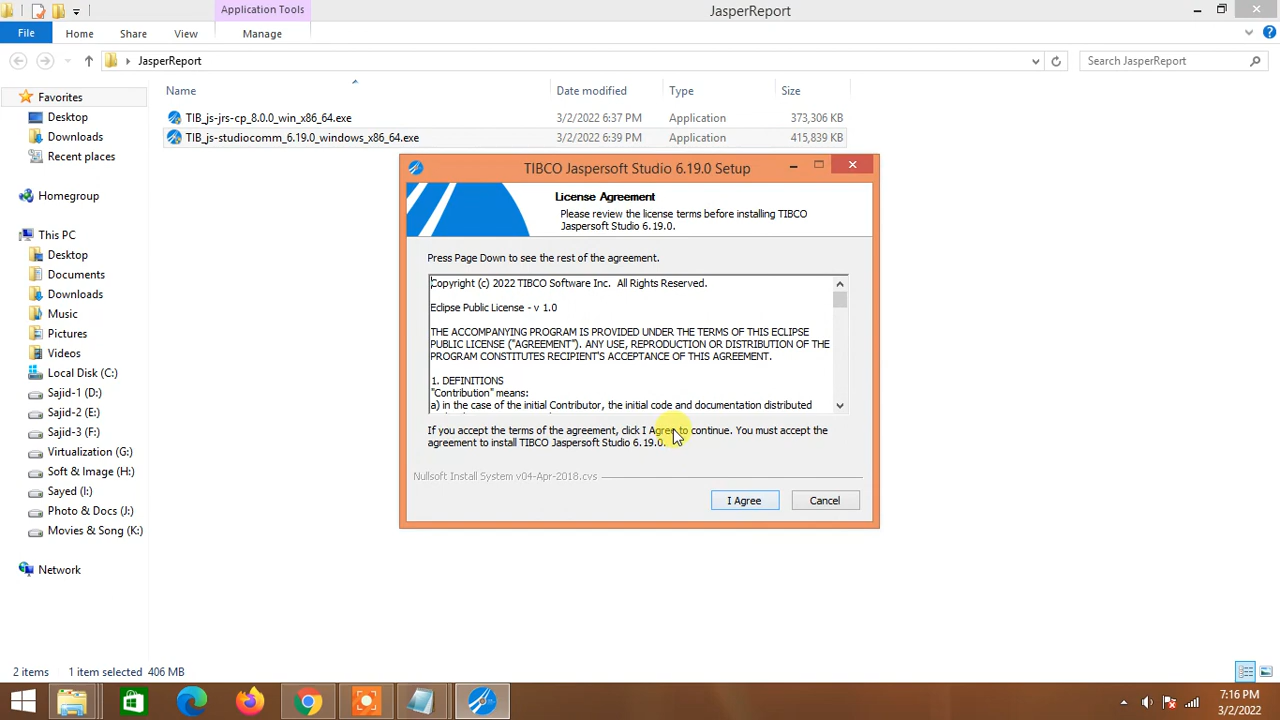 Application Tools
JasperReport
File
Home
Share
View
Manage
JasperReport
Search JasperReport
Name
Date modified
Type
Size
TIB_js-jrs-cp_8.0.0_win_x86_64.exe
3/2/2022 6:37 PM
Application
373,306 KB
TIB_js-studiocomm_6.19.0_windows_x86_64.exe
3/2/2022 6:39 PM
Application
415,839 KB
Favorites
Desktop
Downloads
Recent places
Homegroup
This PC
Desktop
Documents
Downloads
Music
Pictures
Videos
Local Disk (C:)
Sajid-1 (D:)
Sajid-2 (E:)
Sajid-3 (F:)
Virtualization (G:)
Soft & Image (H:)
Sayed (I:)
Photo & Docs (J:)
Movies & Song (K:)
Network
TIBCO Jaspersoft Studio 6.19.0 Setup
License Agreement
Please review the license terms before installing TIBCO
Jaspersoft Studio 6.19.0.
Press Page Down to see the rest of the agreement.
Copyright (c) 2022 TIBCO Software Inc.  All Rights Reserved.
Eclipse Public License - v 1.0
THE ACCOMPANYING PROGRAM IS PROVIDED UNDER THE TERMS OF THIS ECLIPSE
PUBLIC LICENSE ("AGREEMENT"). ANY USE, REPRODUCTION OR DISTRIBUTION OF THE
PROGRAM CONSTITUTES RECIPIENT'S ACCEPTANCE OF THIS AGREEMENT.
1. DEFINITIONS
"Contribution" means:
a) in the case of the initial Contributor, the initial code and documentation distributed
If you accept the terms of the agreement, click I Agree to continue. You must accept the
agreement to install TIBCO Jaspersoft Studio 6.19.0.
Nullsoft Install System v04-Apr-2018.cvs
I Agree
Cancel
2 items
1 item selected
406 MB
7:16 PM
3/2/2022